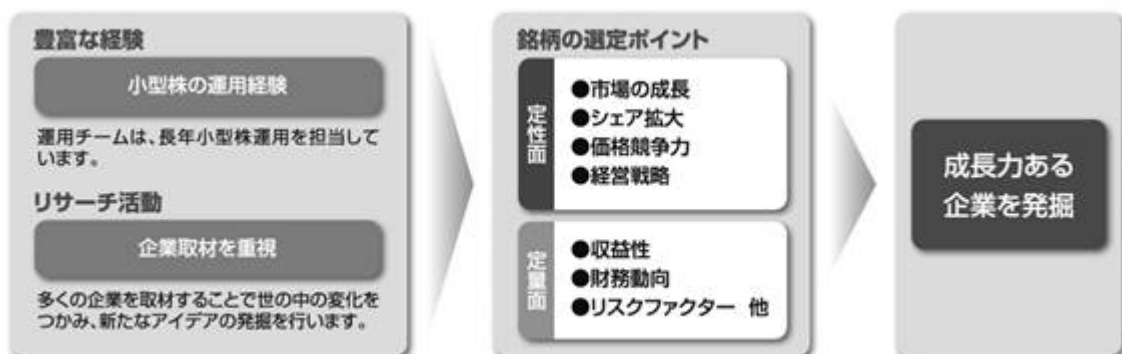 豊富な経験
小型株の運用経験
運用チームは、長年小型株運用を担当して
います。
リサーチ活動
企業取材を重視
多くの企業を取材することで世の中の変化を
つかみ、新たなアイデアの発掘を行います。
銘柄の選定ポイント
定性面
●市場の成長
●シェア拡大
●価格競争力
●経営戦略
定量面
●収益性
●財務動向
●リスクファクター 他
成長力ある
企業を発掘